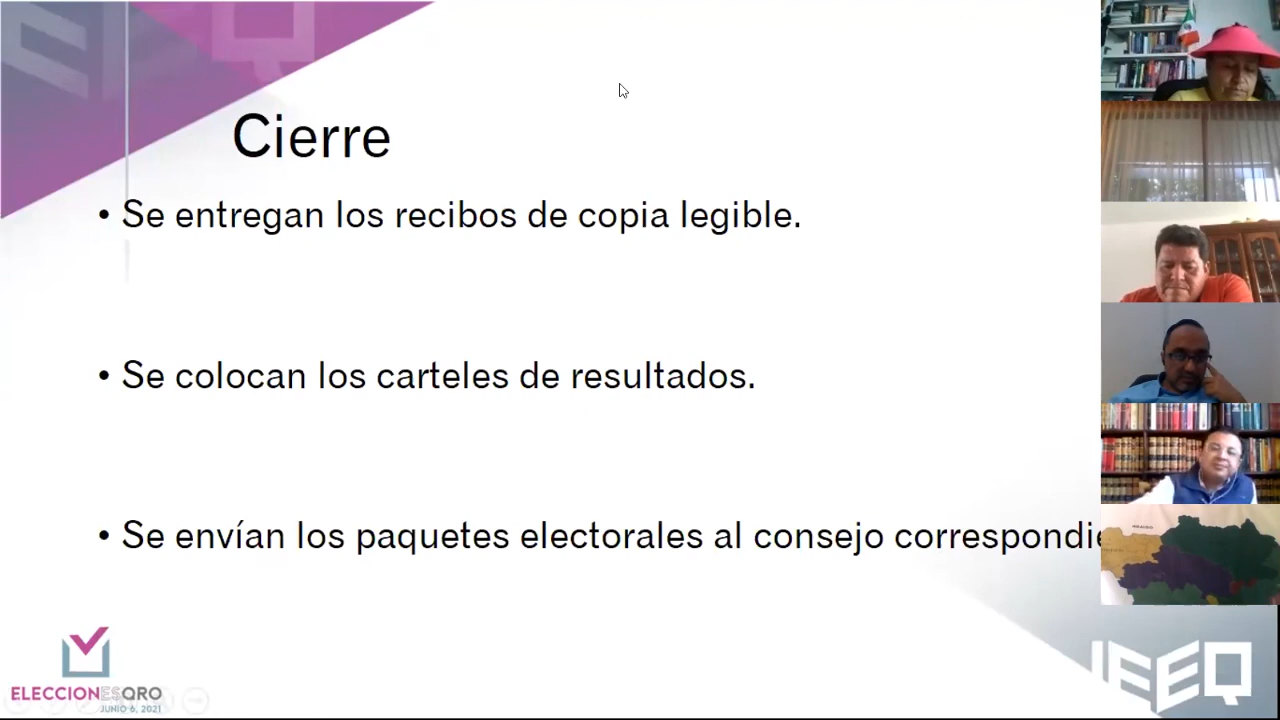 Cierre
• Se entregan los recibos de copia legible.
• Se colocan los carteles de resultados.
• Se envían los paquetes electorales al consejo correspondie
ELECCIONESQRO
JUNIO 6, 2021
IEEQ